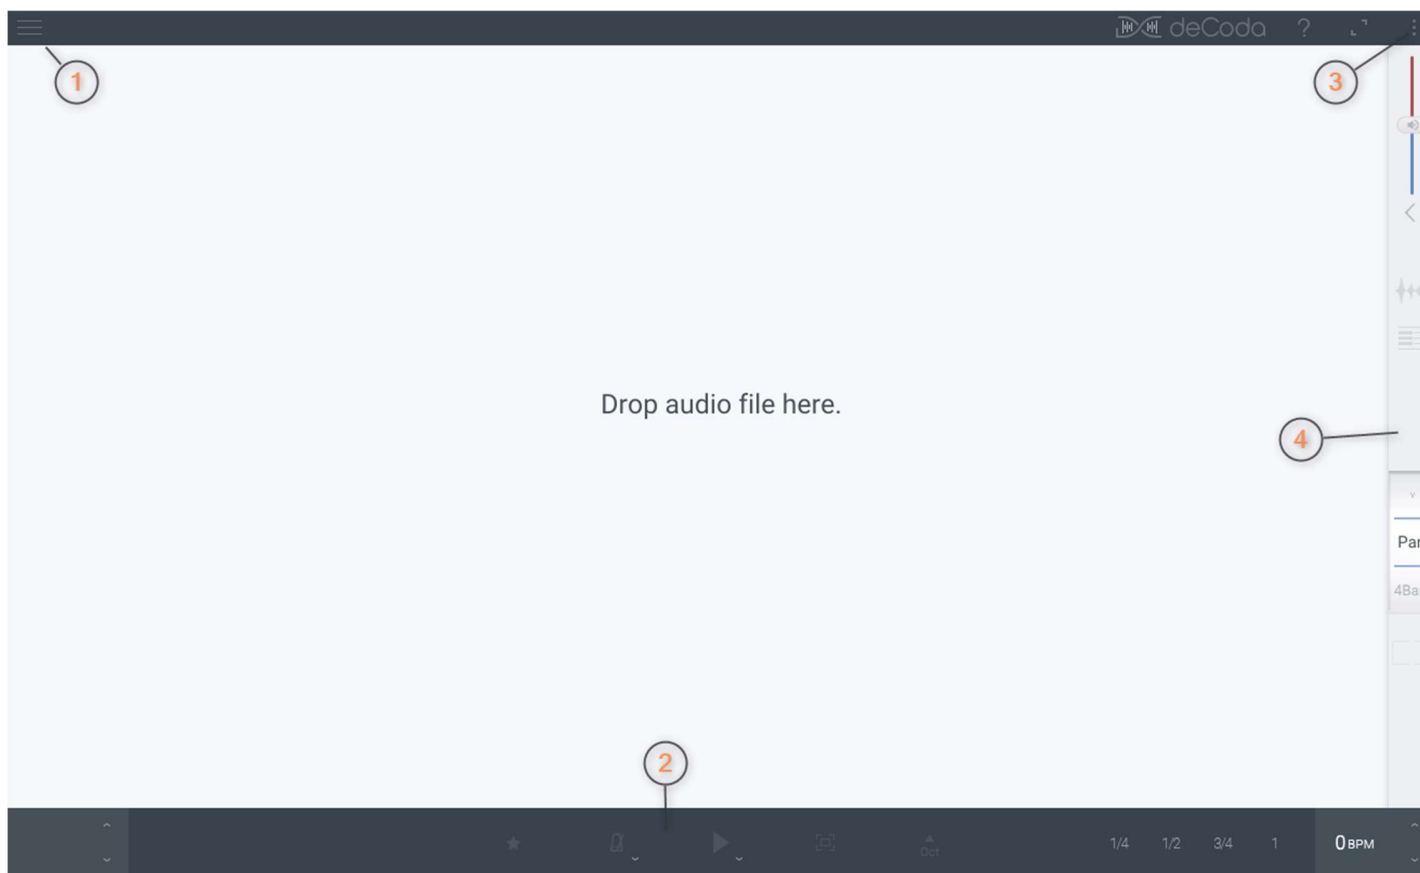 deCoda ?
1
3
Drop audio file here.
4
Par
4Ba
2
Oct
1/4 1/2 3/4 1 0 BPM